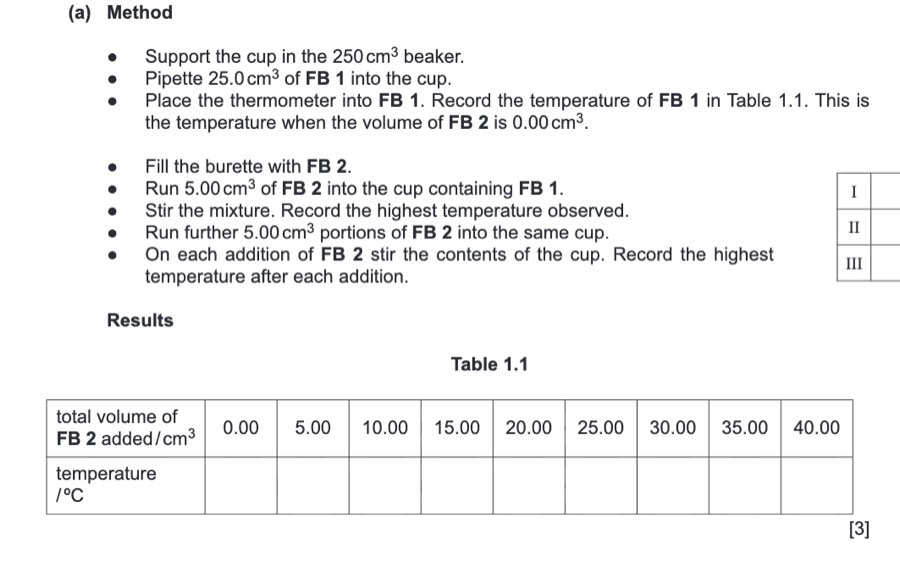 (a) Method
• Support the cup in the 250 cm³ beaker.
• Pipette 25.0 cm³ of FB 1 into the cup.
• Place the thermometer into FB 1. Record the temperature of FB 1 in Table 1.1. This is
the temperature when the volume of FB 2 is 0.00 cm³.
• Fill the burette with FB 2.
• Run 5.00 cm³ of FB 2 into the cup containing FB 1.
• Stir the mixture. Record the highest temperature observed.
• Run further 5.00 cm³ portions of FB 2 into the same cup.
• On each addition of FB 2 stir the contents of the cup. Record the highest
temperature after each addition.
I
II
III
Results
Table 1.1
total volume of
FB 2 added / cm³ 0.00 5.00 10.00 15.00 20.00 25.00 30.00 35.00 40.00
temperature
/ °C
[3]